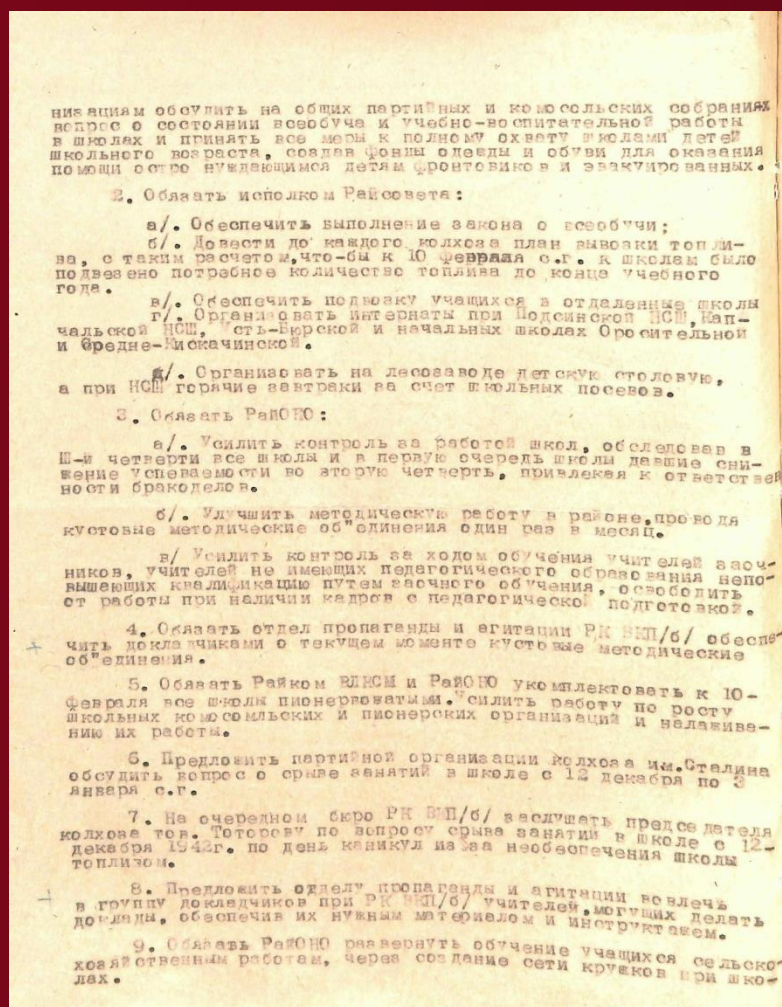 низациям обсудить на общих партийных и комосольских собраниях
вопрос о состоянии всеобуча и учебно-воспитательной работы
в школах и принять все меры к полному охвату школами детей
школьного возраста, создав фонды одежды и обуви для оказания
помощи остро нуждающимся детям фронтовиков и эвакуированных.
2. Обязать исполком Райсовета:
а/. Обеспечить выполнение закона о всеобучи;
б/. Довести до каждого колхоза план вывозки топли-
ва, с таким расчетом,что-бы к 10 февраля с.г. к школам было
подвезено потребное количество топлива до конца учебного
года.
в/. Обеспечить подвозку учащихся в отдаленные школы
г/. Организовать интернаты при Подсинской НСШ,Кап-
чальской НСШ, Усть-Бюрской и начальных школах Оросительной
и Средне-Кискачинской.
д/. Организовать на лесозаводе детскую столовую,
а при НСШ горячие завтраки за счет школьных посевов.
3. Обязать РайОНО:
а/. Усилить контроль за работой школ, обследовав в
Ш-й четверти все школы и в первую очередь школы давшие сни-
жение успеваемости во вторую четверть, привлекая к ответствен
ности бракоделов.
б/. Улучшить методическую работу в районе,проводя
кустовые методические об"единения один раз в месяц.
в/ Усилить контроль за ходом обучения учителей заоч-
ников, учителей не имеющих педагогического образования непо-
вышающих квалификацию путем заочного обучения, освободить
от работы при наличии кадров с педагогической подготовкой.
4. Обязать отдел пропаганды и агитации РК ВКП/б/ обеспе-
чить докладчиками о текущем моменте кустовые методические
об"единения.
5. Обязать Райком ВЛКСМ и РайОНО укомплектовать к 10-
февраля все школы пионервожатыми.Усилить работу по росту
школьных комосомльских и пионерских организаций и налажива-
нию их работы.
6. Предложить партийной организации колхоза им.Сталина
обсудить вопрос о срыве занятий в школе с 12 декабря по 3
января с.г.
7. На очередном бюро РК ВКП/б/ заслушать председателя
колхоза тов. Тоторову по вопросу срыва занятий в школе с 12-
декабря 1942г. по день каникул из за необеспечения школы
топливом.
8. Предложить отделу пропаганды и агитации вовлечь
в группу докладчиков при РК ВКП/б/ учителей,могущих делать
доклады, обеспечив их нужным материалом и инструктажем.
9. Обязать РайОНО развернуть обучение учащихся сельско-
хозяйственным работам, через создание сети кружков при шко-
лах.